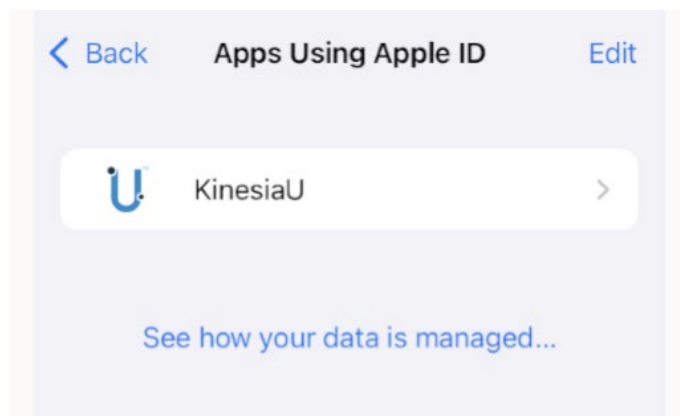 Back Apps Using Apple ID Edit
KinesiaU
See how your data is managed...